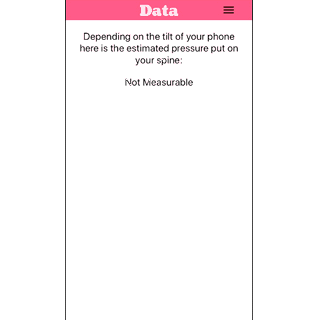 Data
Depending on the tilt of your phone
here is the estimated pressure put on
your spine:
Not Measurable